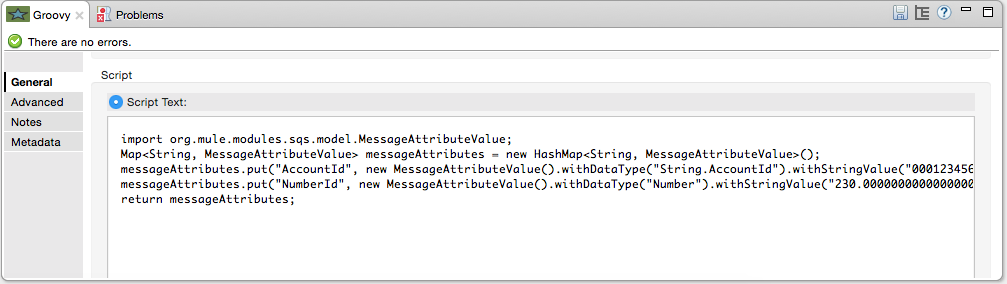 Groovy
Problems
There are no errors.
General
Advanced
Notes
Metadata
Script
Script Text:
import org.mule.modules.sqs.model.MessageAttributeValue;
Map<String, MessageAttributeValue> messageAttributes = new HashMap<String, MessageAttributeValue>();
messageAttributes.put("AccountId", new MessageAttributeValue().withDataType("String.AccountId").withStringValue("000123456
messageAttributes.put("NumberId", new MessageAttributeValue().withDataType("Number").withStringValue("230.0000000000000000
return messageAttributes;